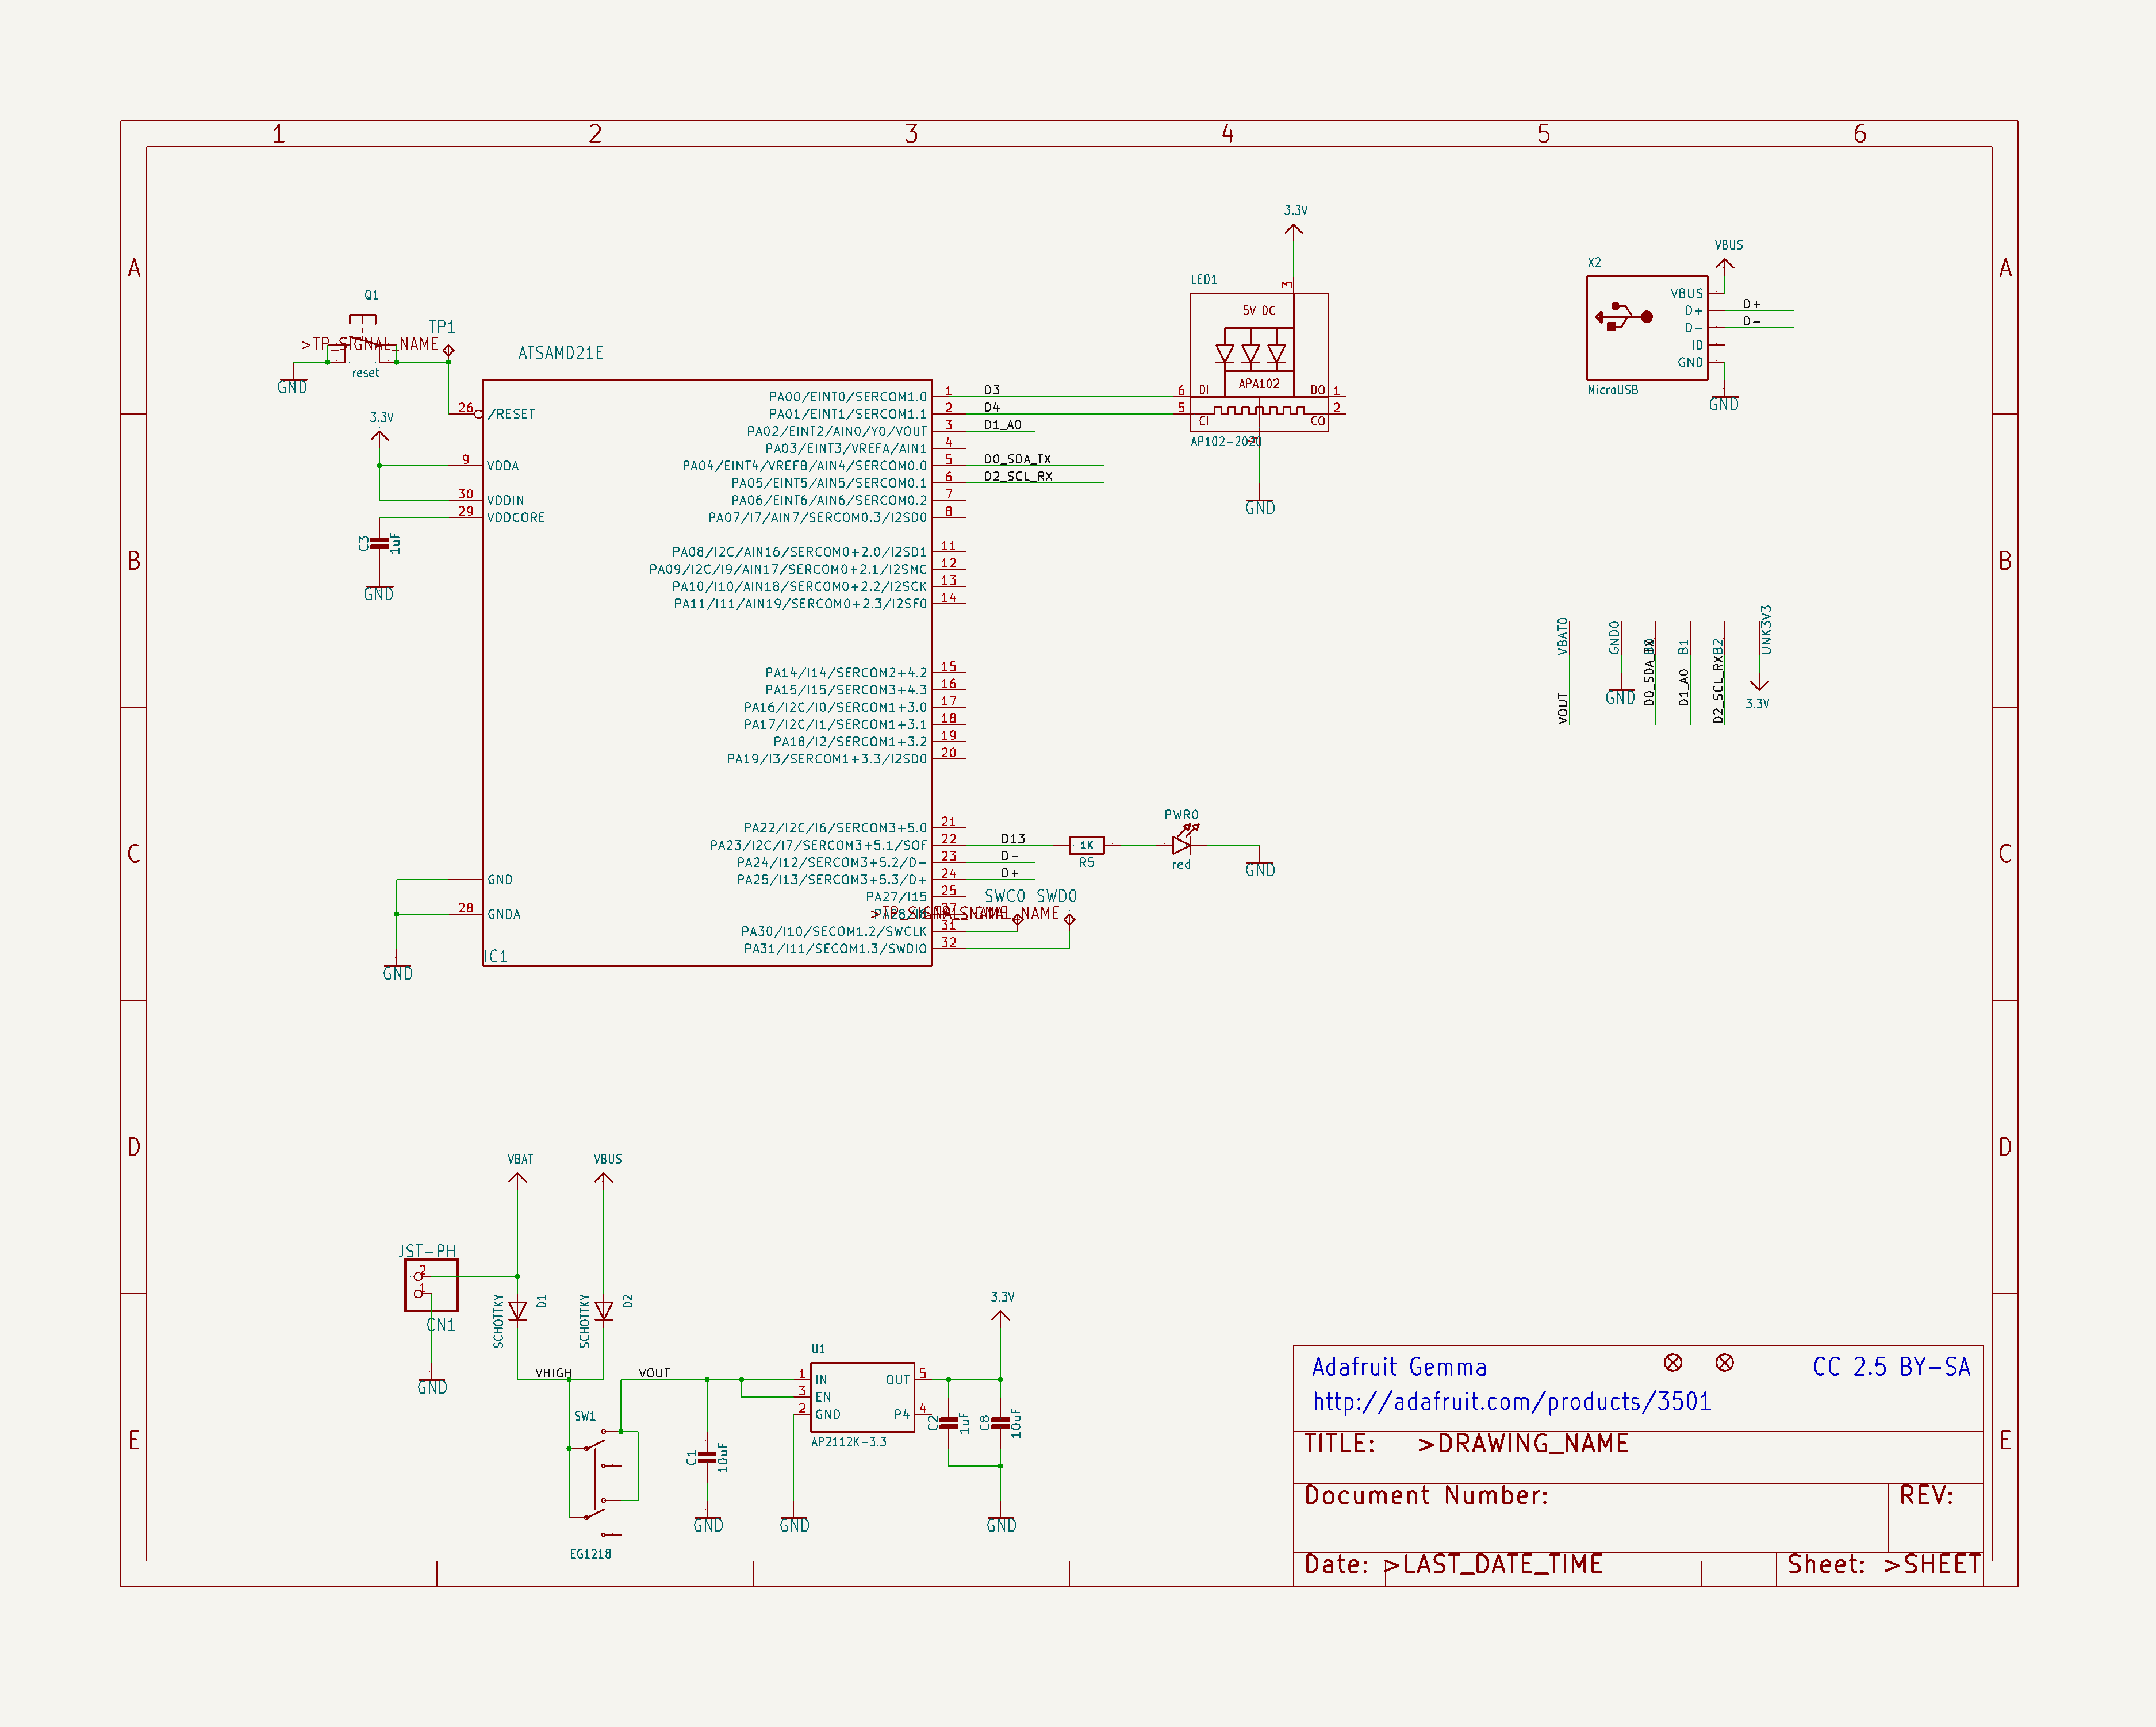 1 2 3 4 5 6
A A
B B
C C
D D
E E
Q1
TP1
>TP_SIGNAL_NAME
reset
GND
ATSAMD21E
26 /RESET
3.3V
9 VDDA
30 VDDIN
29 VDDCORE
C3 1uF
GND
GND
28 GNDA
GND
IC1
PA00/EINT0/SERCOM1.0 1 D3
PA01/EINT1/SERCOM1.1 2 D4
PA02/EINT2/AIN0/Y0/VOUT 3 D1_A0
PA03/EINT3/VREFA/AIN1 4
PA04/EINT4/VREFB/AIN4/SERCOM0.0 5 D0_SDA_TX
PA05/EINT5/AIN5/SERCOM0.1 6 D2_SCL_RX
PA06/EINT6/AIN6/SERCOM0.2 7
PA07/I7/AIN7/SERCOM0.3/I2SD0 8
PA08/I2C/AIN16/SERCOM0+2.0/I2SD1 11
PA09/I2C/I9/AIN17/SERCOM0+2.1/I2SMC 12
PA10/I10/AIN18/SERCOM0+2.2/I2SCK 13
PA11/I11/AIN19/SERCOM0+2.3/I2SF0 14
PA14/I14/SERCOM2+4.2 15
PA15/I15/SERCOM3+4.3 16
PA16/I2C/I0/SERCOM1+3.0 17
PA17/I2C/I1/SERCOM1+3.1 18
PA18/I2/SERCOM1+3.2 19
PA19/I3/SERCOM1+3.3/I2SD0 20
PA22/I2C/I6/SERCOM3+5.0 21
PA23/I2C/I7/SERCOM3+5.1/SOF 22 D13
PA24/I12/SERCOM3+5.2/D- 23 D-
PA25/I13/SERCOM3+5.3/D+ 24 D+
PA27/I15 25
SWC0 SWD0
PA30/I10/SECOM1.2/SWCLK 31
PA31/I11/SECOM1.3/SWDIO 32
1K
R5
PWR0
red
GND
3.3V
LED1
3
5V DC
APA102
6 DI DO 1
5 CI CO 2
AP102-2020
GND
VBUS
X2
VBUS
D+ D+
D- D-
ID
GND
MicroUSB
GND
VBAT0 VOUT
GND0 GND
D0_SDA_TX
B1 D1_A0
B2 D2_SCL_RX
UNK3V3 3.3V
VBAT
VBUS
JST-PH
2
1
CN1
GND
SCHOTTKY D1
SCHOTTKY D2
VHIGH
VOUT
SW1
EG1218
C1 10uF
GND
U1
1 IN OUT 5
3 EN
2 GND P4 4
AP2112K-3.3
GND
3.3V
C2 1uF
C8 10uF
GND
Adafruit Gemma CC 2.5 BY-SA
http://adafruit.com/products/3501
TITLE: >DRAWING_NAME
Document Number: REV:
Date: >LAST_DATE_TIME Sheet: >SHEET